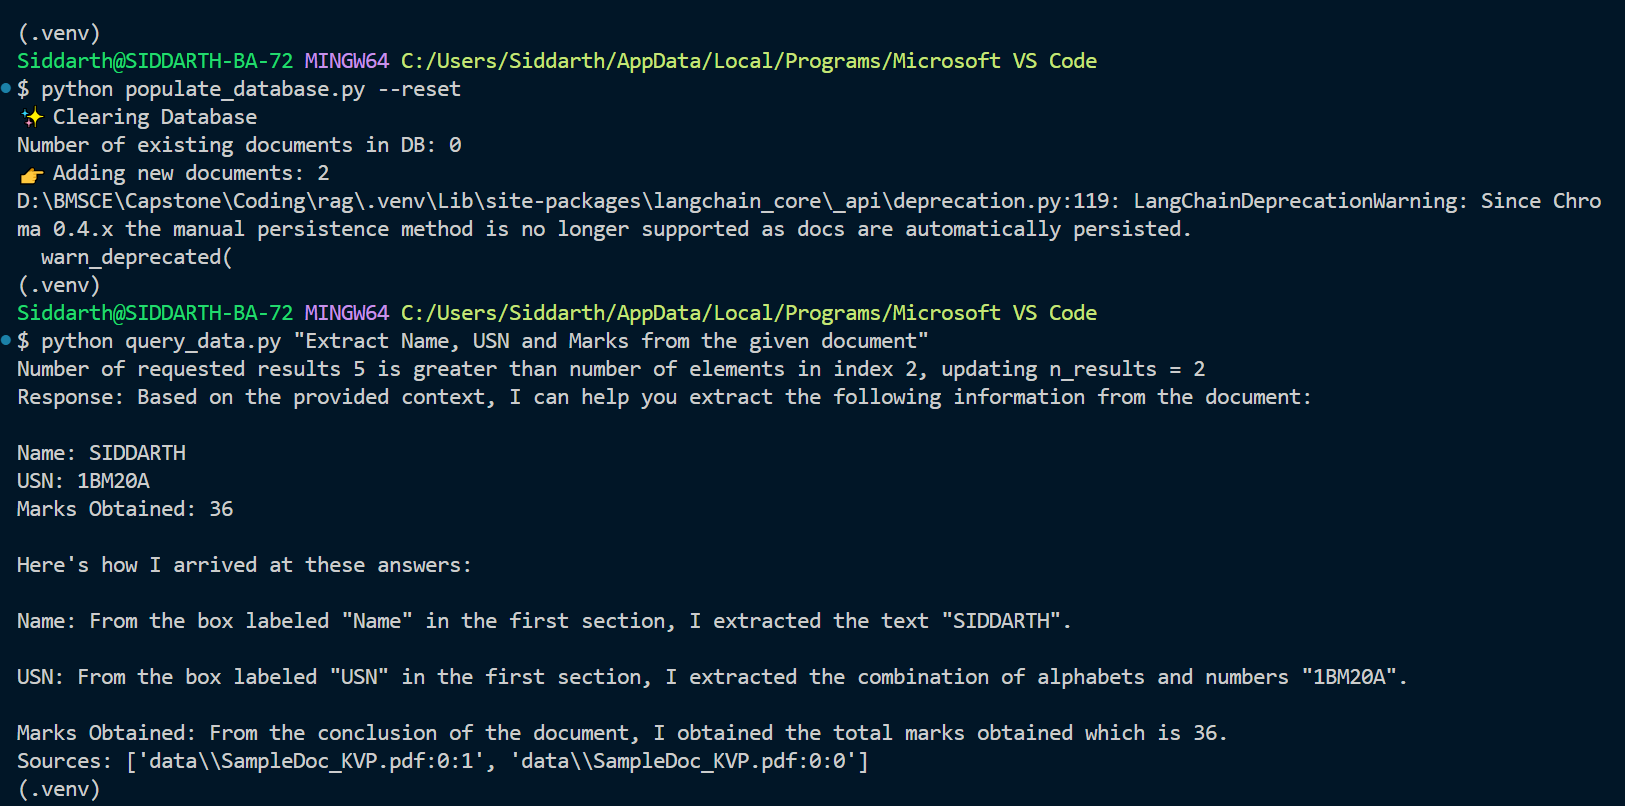 (.venv)
Siddarth@SIDDARTH-BA-72 MINGW64 C:/Users/Siddarth/AppData/Local/Programs/Microsoft VS Code
$ python populate_database.py --reset
✨ Clearing Database
Number of existing documents in DB: 0
👉 Adding new documents: 2
D:\BMSCE\Capstone\Coding\rag\.venv\Lib\site-packages\langchain_core\_api\deprecation.py:119: LangChainDeprecationWarning: Since Chro
ma 0.4.x the manual persistence method is no longer supported as docs are automatically persisted.
  warn_deprecated(
(.venv)
Siddarth@SIDDARTH-BA-72 MINGW64 C:/Users/Siddarth/AppData/Local/Programs/Microsoft VS Code
$ python query_data.py "Extract Name, USN and Marks from the given document"
Number of requested results 5 is greater than number of elements in index 2, updating n_results = 2
Response: Based on the provided context, I can help you extract the following information from the document:

Name: SIDDARTH
USN: 1BM20A
Marks Obtained: 36

Here's how I arrived at these answers:

Name: From the box labeled "Name" in the first section, I extracted the text "SIDDARTH".

USN: From the box labeled "USN" in the first section, I extracted the combination of alphabets and numbers "1BM20A".

Marks Obtained: From the conclusion of the document, I obtained the total marks obtained which is 36.
Sources: ['data\\SampleDoc_KVP.pdf:0:1', 'data\\SampleDoc_KVP.pdf:0:0']
(.venv)